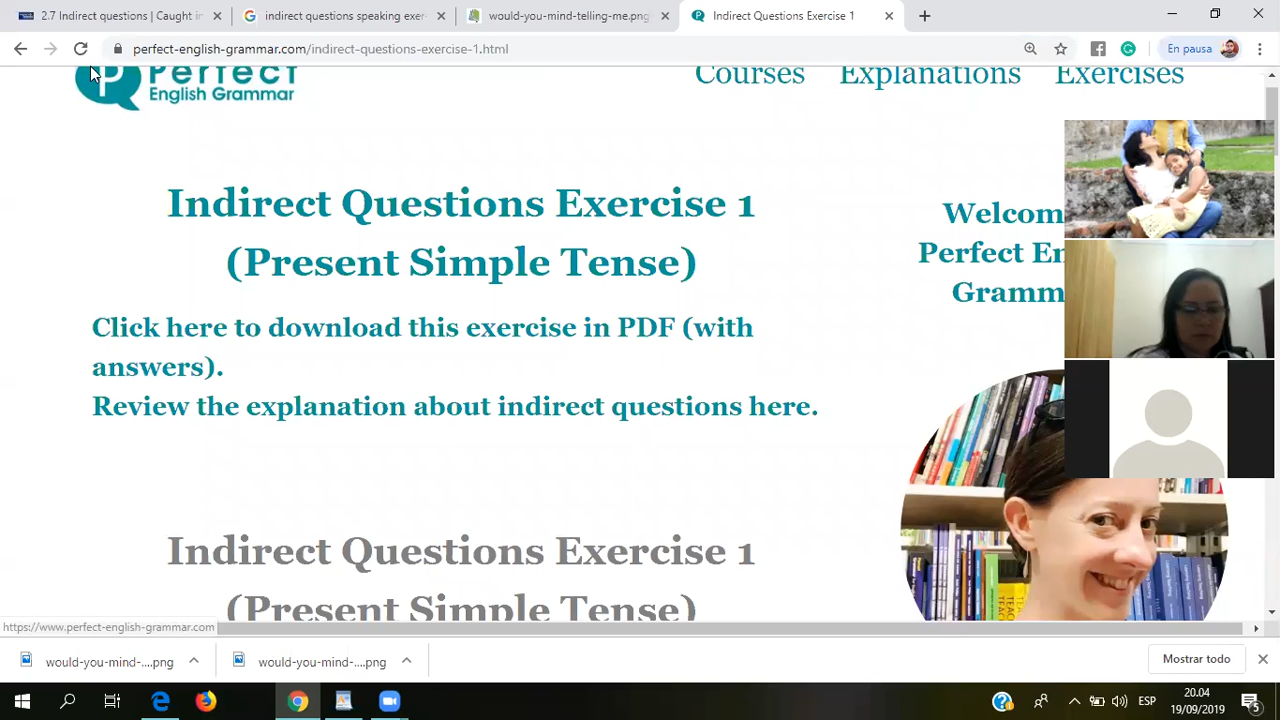 2.7 Indirect questions | Caught in
indirect questions speaking exer
would-you-mind-telling-me.png
Indirect Questions Exercise 1
perfect-english-grammar.com/indirect-questions-exercise-1.html
En pausa
Perfect
English Grammar
Courses
Explanations
Exercises
Indirect Questions Exercise 1
(Present Simple Tense)
Click here to download this exercise in PDF (with
answers).
Review the explanation about indirect questions here.
Welcom
Perfect En
Gramm
Indirect Questions Exercise 1
(Present Simple Tense)
https://www.perfect-english-grammar.com
would-you-mind-....png
would-you-mind-....png
Mostrar todo
ESP
20.04
19/09/2019
5